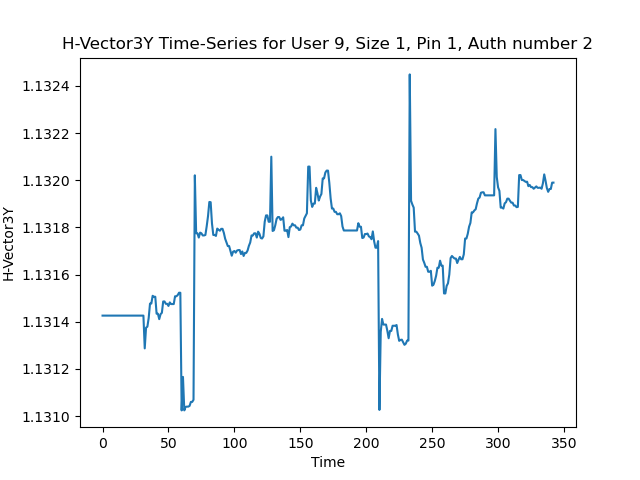 H-Vector3Y Time-Series for User 9, Size 1, Pin 1, Auth number 2
H-Vector3Y
1.1324
1.1322
1.1320
1.1318
1.1316
1.1314
1.1312
1.1310
0 50 100 150 200 250 300 350
Time